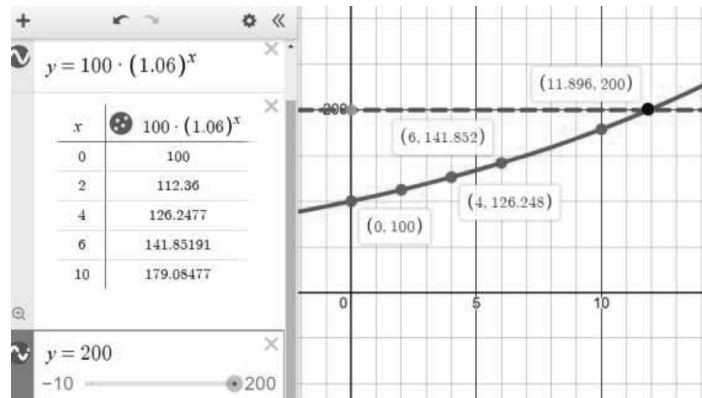 y = 100 · (1.06)^x
x 100 · (1.06)^x
0 100
2 112.36
4 126.2477
6 141.85191
10 179.08477
y = 200
−10 200
200
(11.896, 200)
(6, 141.852)
(4, 126.248)
(0, 100)
0 5 10